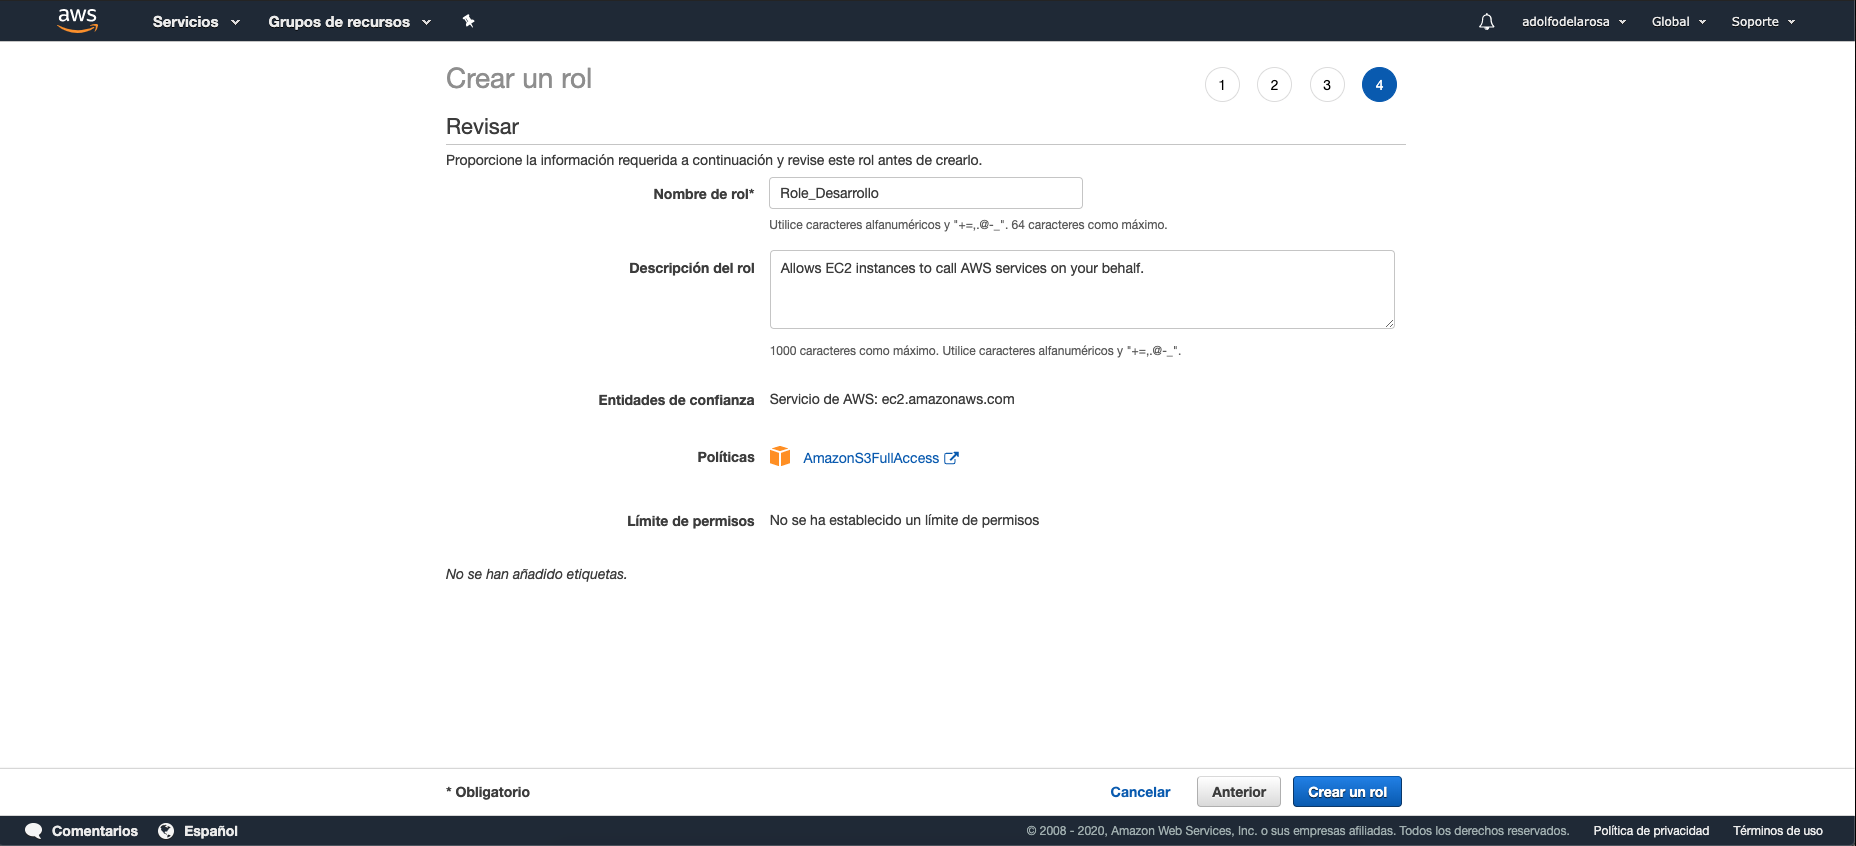 aws Servicios Grupos de recursos adolfodelarosa Global Soporte
Crear un rol 1 2 3 4
Revisar
Proporcione la información requerida a continuación y revise este rol antes de crearlo.
Nombre de rol* Role_Desarrollo
Utilice caracteres alfanuméricos y "+=,.@-_". 64 caracteres como máximo.
Descripción del rol Allows EC2 instances to call AWS services on your behalf.
1000 caracteres como máximo. Utilice caracteres alfanuméricos y "+=,.@-_".
Entidades de confianza Servicio de AWS: ec2.amazonaws.com
Políticas AmazonS3FullAccess
Límite de permisos No se ha establecido un límite de permisos
No se han añadido etiquetas.
* Obligatorio Cancelar Anterior Crear un rol
Comentarios Español © 2008 - 2020, Amazon Web Services, Inc. o sus empresas afiliadas. Todos los derechos reservados. Política de privacidad Términos de uso